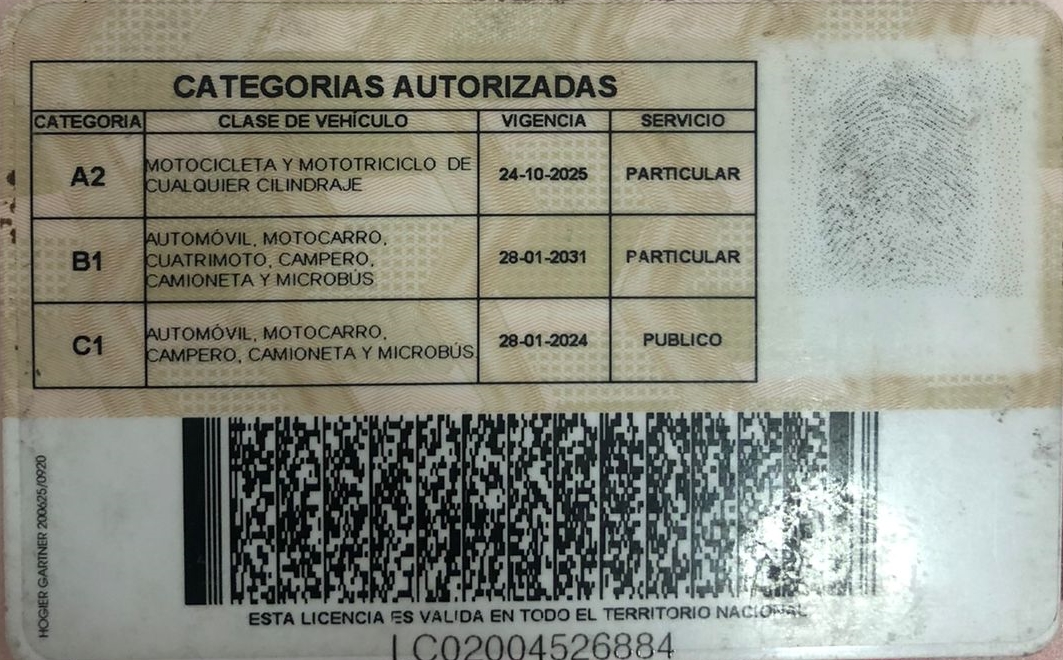 CATEGORIAS AUTORIZADAS
CATEGORIA CLASE DE VEHÍCULO VIGENCIA SERVICIO
A2 MOTOCICLETA Y MOTOTRICICLO DE CUALQUIER CILINDRAJE 24-10-2025 PARTICULAR
B1 AUTOMÓVIL, MOTOCARRO, CUATRIMOTO, CAMPERO, CAMIONETA Y MICROBÚS 28-01-2031 PARTICULAR
C1 AUTOMÓVIL, MOTOCARRO, CAMPERO, CAMIONETA Y MICROBÚS 28-01-2024 PUBLICO
HOGIER GARTNER 200625/0920
ESTA LICENCIA ES VALIDA EN TODO EL TERRITORIO NACIONAL
LC02004526884